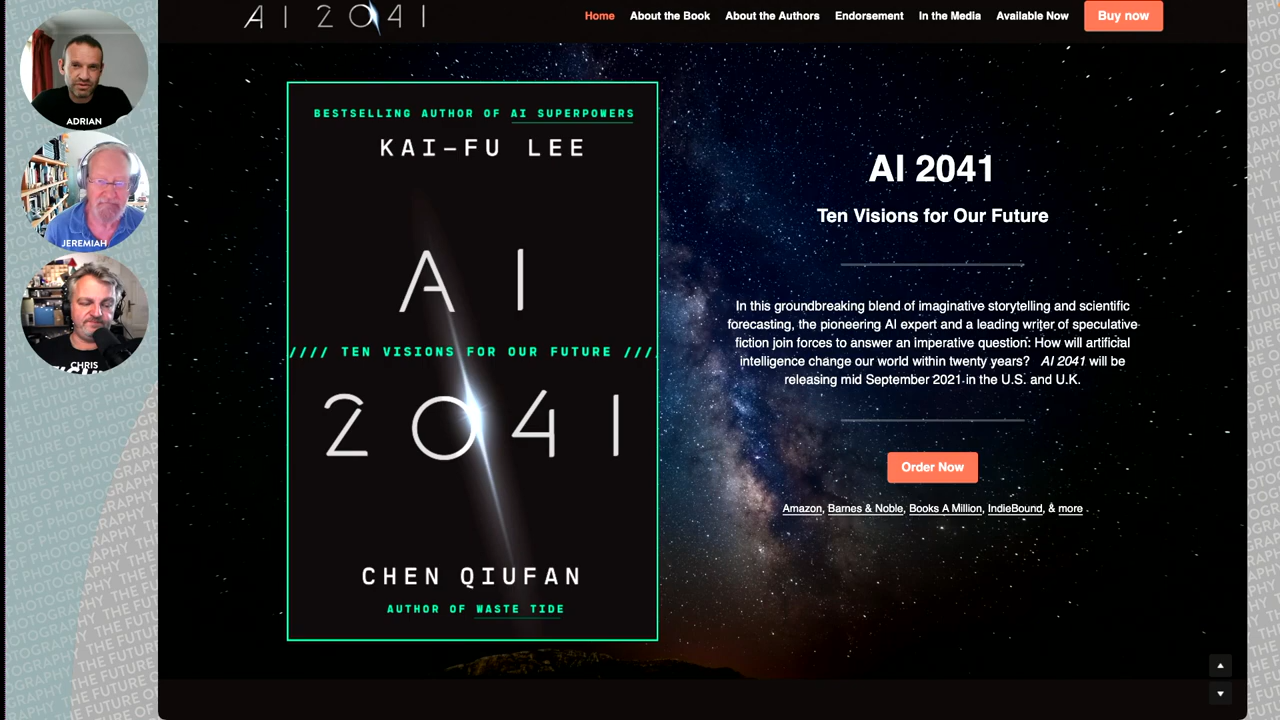 AI 2041
Home About the Book About the Authors Endorsement In the Media Available Now Buy now
ADRIAN
JEREMIAH
CHRIS
BESTSELLING AUTHOR OF AI SUPERPOWERS
KAI-FU LEE
AI
//// TEN VISIONS FOR OUR FUTURE ////
2041
CHEN QIUFAN
AUTHOR OF WASTE TIDE
AI 2041
Ten Visions for Our Future
In this groundbreaking blend of imaginative storytelling and scientific
forecasting, the pioneering AI expert and a leading writer of speculative
fiction join forces to answer an imperative question: How will artificial
intelligence change our world within twenty years? AI 2041 will be
releasing mid September 2021 in the U.S. and U.K.
Order Now
Amazon, Barnes & Noble, Books A Million, IndieBound, & more
THE FUTURE OF PHOTOGRAPHY